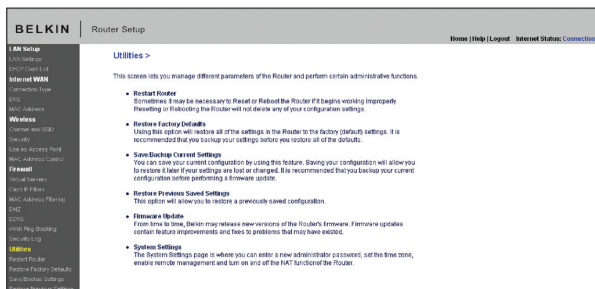 BELKIN
Router Setup
Home | Help | Logout Internet Status: Connection
LAN Setup
LAN Settings
DHCP Client List
Internet WAN
Connection Type
DNS
MAC Address
Wireless
Channel and SSID
Security
Use as Access Point
MAC Address Control
Firewall
Virtual Servers
Client IP Filters
MAC Address Filtering
DMZ
DDNS
WAN Ping Blocking
Security Log
Utilities
Restart Router
Restore Factory Defaults
Save/Backup Settings
Restore Previous Settings
Utilities >
This screen lets you manage different parameters of the Router and perform certain administrative functions.
• Restart Router
Sometimes it may be necessary to Reset or Reboot the Router if it begins working improperly.
Resetting or Rebooting the Router will not delete any of your configuration settings.
• Restore Factory Defaults
Using this option will restore all of the settings in the Router to the factory (default) settings. It is
recommended that you backup your settings before you restore all of the defaults.
• Save/Backup Current Settings
You can save your current configuration by using this feature. Saving your configuration will allow you
to restore it later if your settings are lost or changed. It is recommended that you backup your current
configuration before performing a firmware update.
• Restore Previous Saved Settings
This option will allow you to restore a previously saved configuration.
• Firmware Update
From time to time, Belkin may release new versions of the Router's firmware. Firmware updates
contain feature improvements and fixes to problems that may have existed.
• System Settings
The System Settings page is where you can enter a new administrator password, set the time zone,
enable remote management and turn on and off the NAT function of the Router.